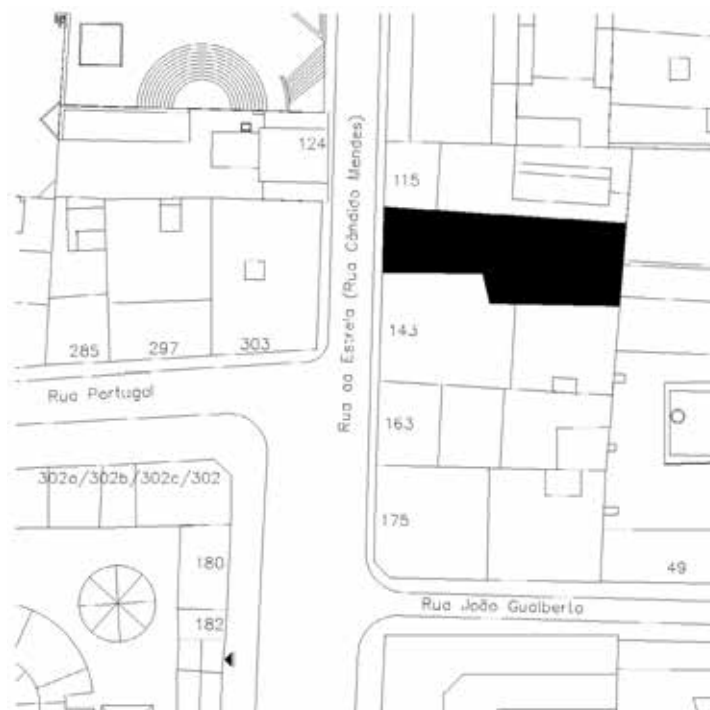 124
115
Rua da Estrela (Rua Cândido Mendes)
285
297
303
143
Rua Portugal
163
302a/302b/302c/302
175
180
49
Rua João Gualberto
182